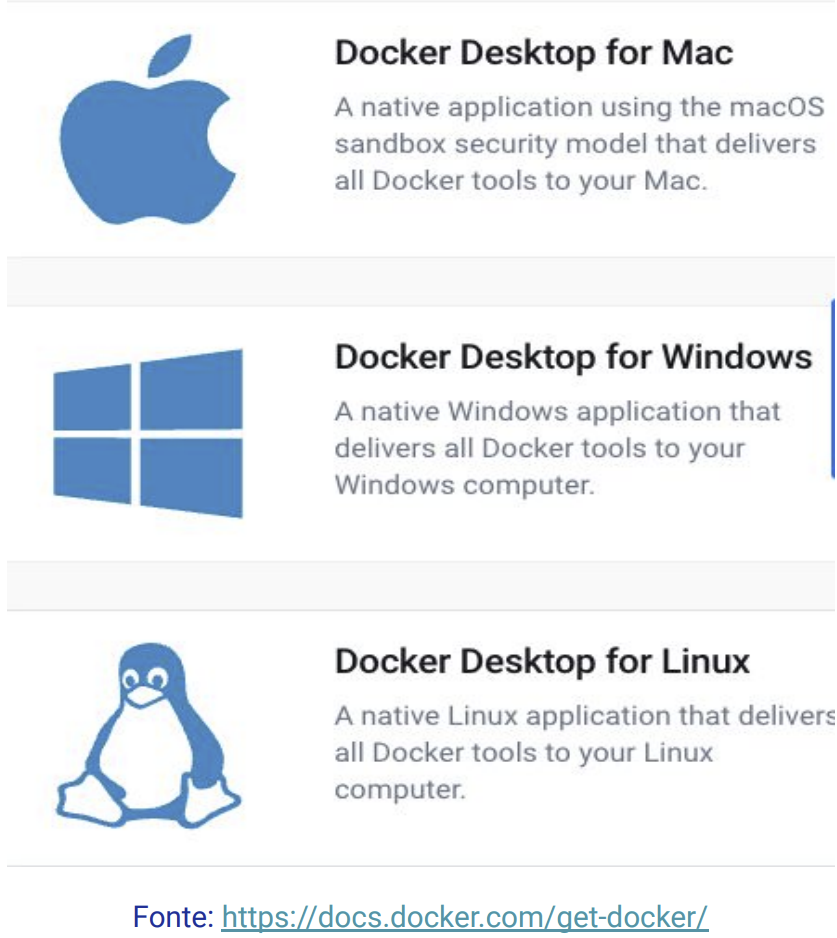 Docker Desktop for Mac
A native application using the macOS
sandbox security model that delivers
all Docker tools to your Mac.
Docker Desktop for Windows
A native Windows application that
delivers all Docker tools to your
Windows computer.
Docker Desktop for Linux
A native Linux application that delivers
all Docker tools to your Linux
computer.
Fonte: https://docs.docker.com/get-docker/